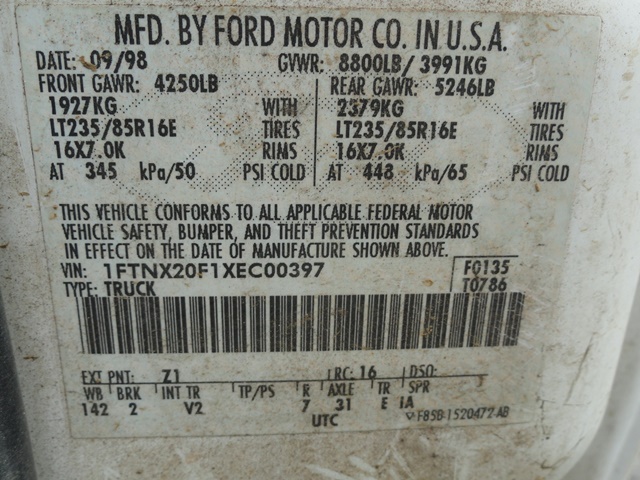 MFD. BY FORD MOTOR CO. IN U.S.A.
DATE: 09/98 GVWR: 8800LB/ 3991KG
FRONT GAWR: 4250LB REAR GAWR: 5246LB
1927KG WITH 2379KG WITH
LT235/85R16E TIRES LT235/85R16E TIRES
16X7.0K RIMS 16X7.0K RIMS
AT 345 kPa/50 PSI COLD AT 448 kPa/65 PSI COLD
THIS VEHICLE CONFORMS TO ALL APPLICABLE FEDERAL MOTOR
VEHICLE SAFETY, BUMPER, AND THEFT PREVENTION STANDARDS
IN EFFECT ON THE DATE OF MANUFACTURE SHOWN ABOVE.
VIN: 1FTNX20F1XEC00397 F0135
TYPE: TRUCK T0786
EXT PNT: Z1 RC: 16 DSO:
WB BRK INT TR TP/PS R AXLE TR SPR
142 2 V2 7 31 E IA
UTC F85B-1520472-AB